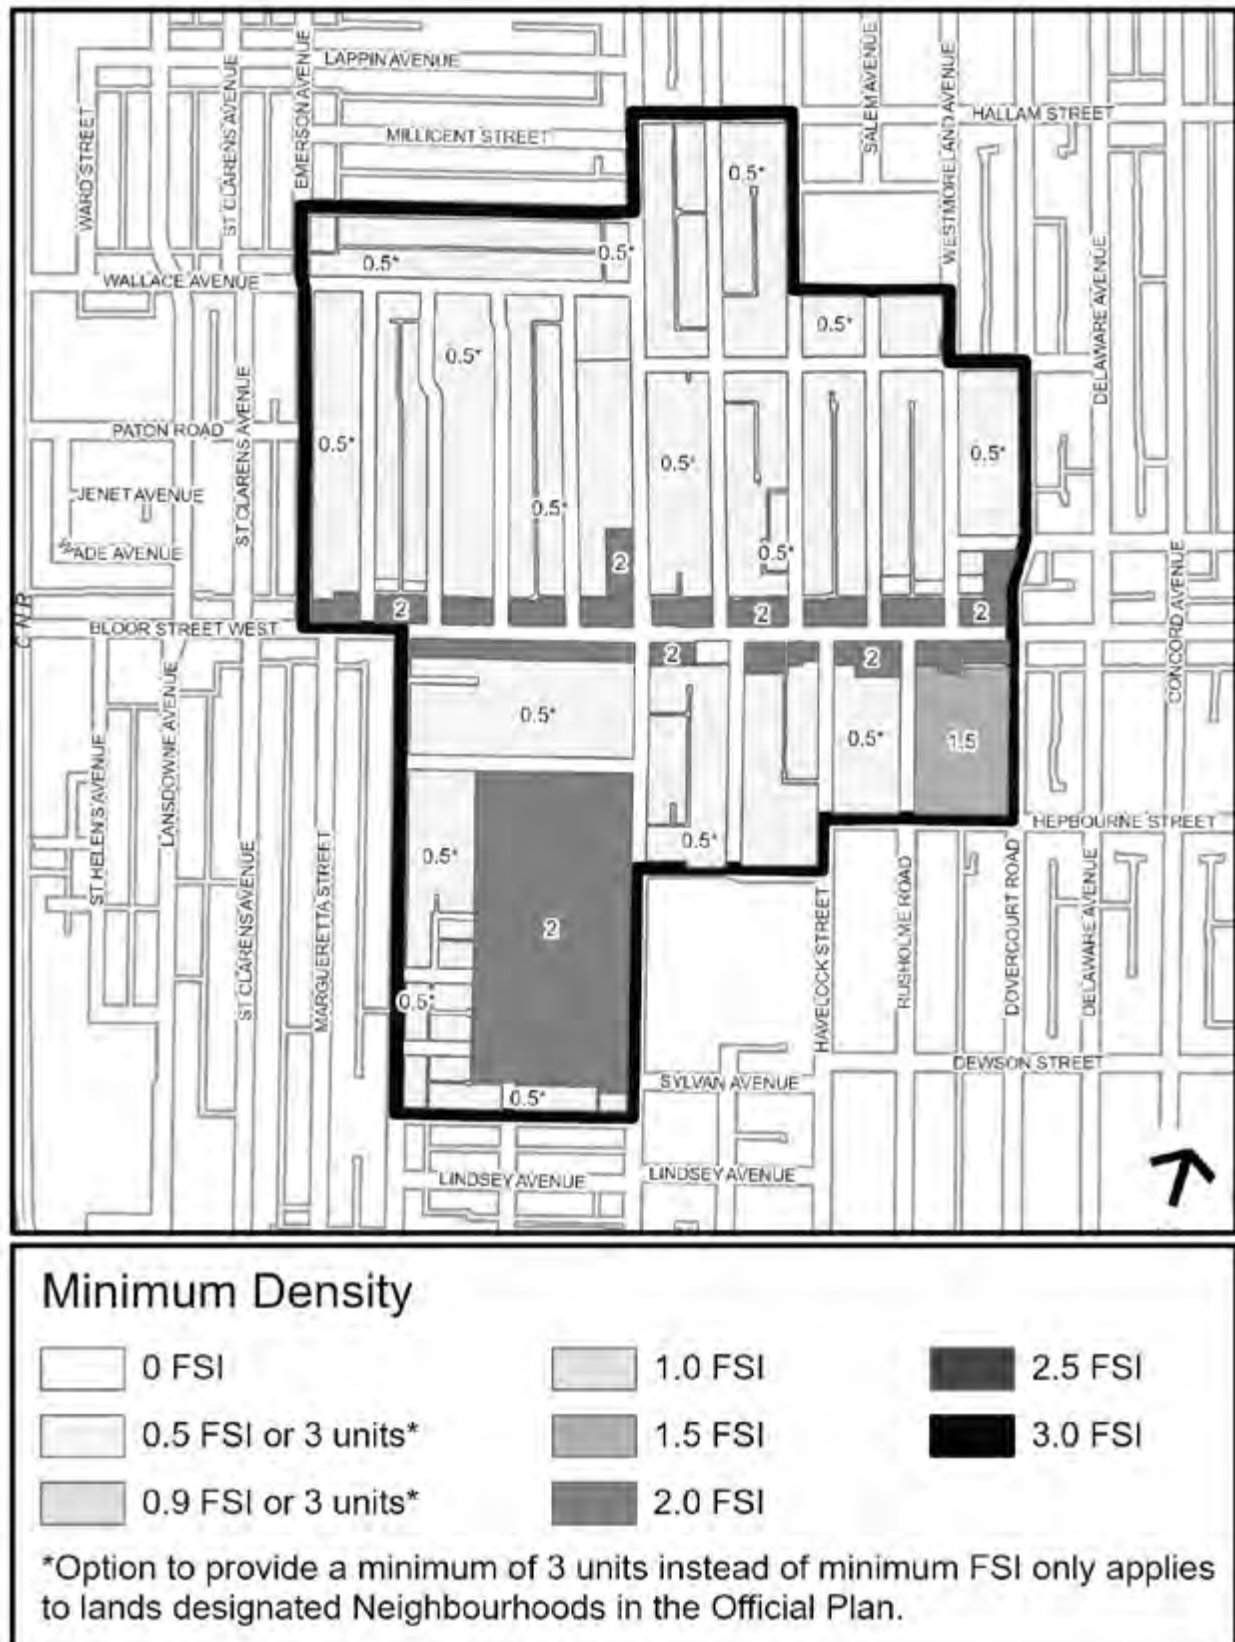 LAPPIN AVENUE
HALLAM STREET
MILLICENT STREET
WARD STREET
ST CLARENS AVENUE
EMERSON AVENUE
SALEM AVENUE
WESTMORELAND AVENUE
0.5*
0.5*
0.5*
WALLACE AVENUE
DELAWARE AVENUE
0.5*
0.5*
ST CLARENS AVENUE
PATON ROAD
0.5*
0.5*
0.5*
JENET AVENUE
0.5*
WADE AVENUE
0.5*
2
CONCORD AVENUE
C N R
2
2
2
BLOOR STREET WEST
2
2
0.5*
0.5*
1.5
LANSDOWNE AVENUE
ST HELENS AVENUE
HEPBOURNE STREET
0.5*
0.5*
MARGUERETTA STREET
ST CLARENS AVENUE
2
HAVELOCK STREET
RUSHOLME ROAD
DOVERCOURT ROAD
DELAWARE AVENUE
0.5*
DEWSON STREET
SYLVAN AVENUE
0.5*
LINDSEY AVENUE
LINDSEY AVENUE
Minimum Density
0 FSI
0.5 FSI or 3 units*
0.9 FSI or 3 units*
1.0 FSI
1.5 FSI
2.0 FSI
2.5 FSI
3.0 FSI
*Option to provide a minimum of 3 units instead of minimum FSI only applies
to lands designated Neighbourhoods in the Official Plan.